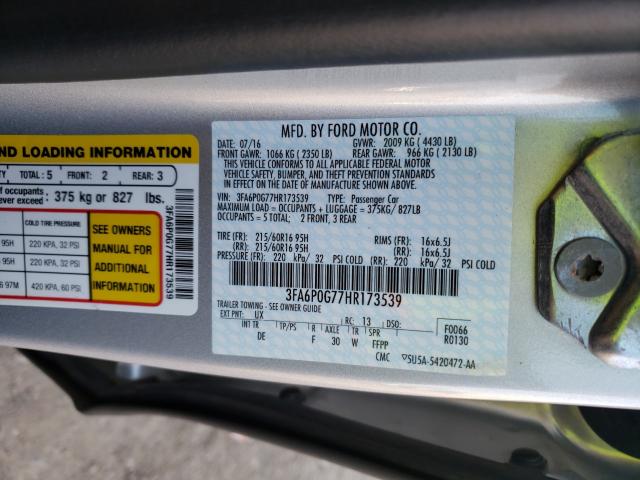 ND LOADING INFORMATION
TOTAL: 5 FRONT: 2 REAR: 3
of occupants
ever exceed : 375 kg or 827 lbs.
COLD TIRE PRESSURE
95H 220 KPA, 32 PSI
95H 220 KPA, 32 PSI
97M 420 KPA, 60 PSI
SEE OWNERS
MANUAL FOR
ADDITIONAL
INFORMATION
3FA6P0G77HR173539
MFD. BY FORD MOTOR CO.
DATE: 07/16 GVWR: 2009 KG ( 4430 LB)
FRONT GAWR: 1066 KG ( 2350 LB) REAR GAWR: 966 KG ( 2130 LB)
THIS VEHICLE CONFORMS TO ALL APPLICABLE FEDERAL MOTOR
VEHICLE SAFETY, BUMPER, AND THEFT PREVENTION STANDARDS
IN EFFECT ON THE DATE OF MANUFACTURE SHOWN ABOVE.
VIN: 3FA6P0G77HR173539 TYPE: Passenger Car
MAXIMUM LOAD = OCCUPANTS + LUGGAGE = 375KG/827LB
OCCUPANTS = 5 TOTAL: 2 FRONT, 3 REAR
TIRE (FR): 215/60R16 95H RIMS (FR): 16x6.5J
(RR): 215/60R16 95H (RR): 16x6.5J
PRESSURE (FR): 220 kPa/ 32 PSI COLD (RR): 220 kPa/ 32 PSI COLD
3FA6P0G77HR173539
TRAILER TOWING - SEE OWNER GUIDE
EXT PNT: UX RC: 13 DSO: F0066
INT TR TP/PS R AXLE TR SPR R0130
DE F 30 W FFPP
CMC ▽SU5A-5420472-AA